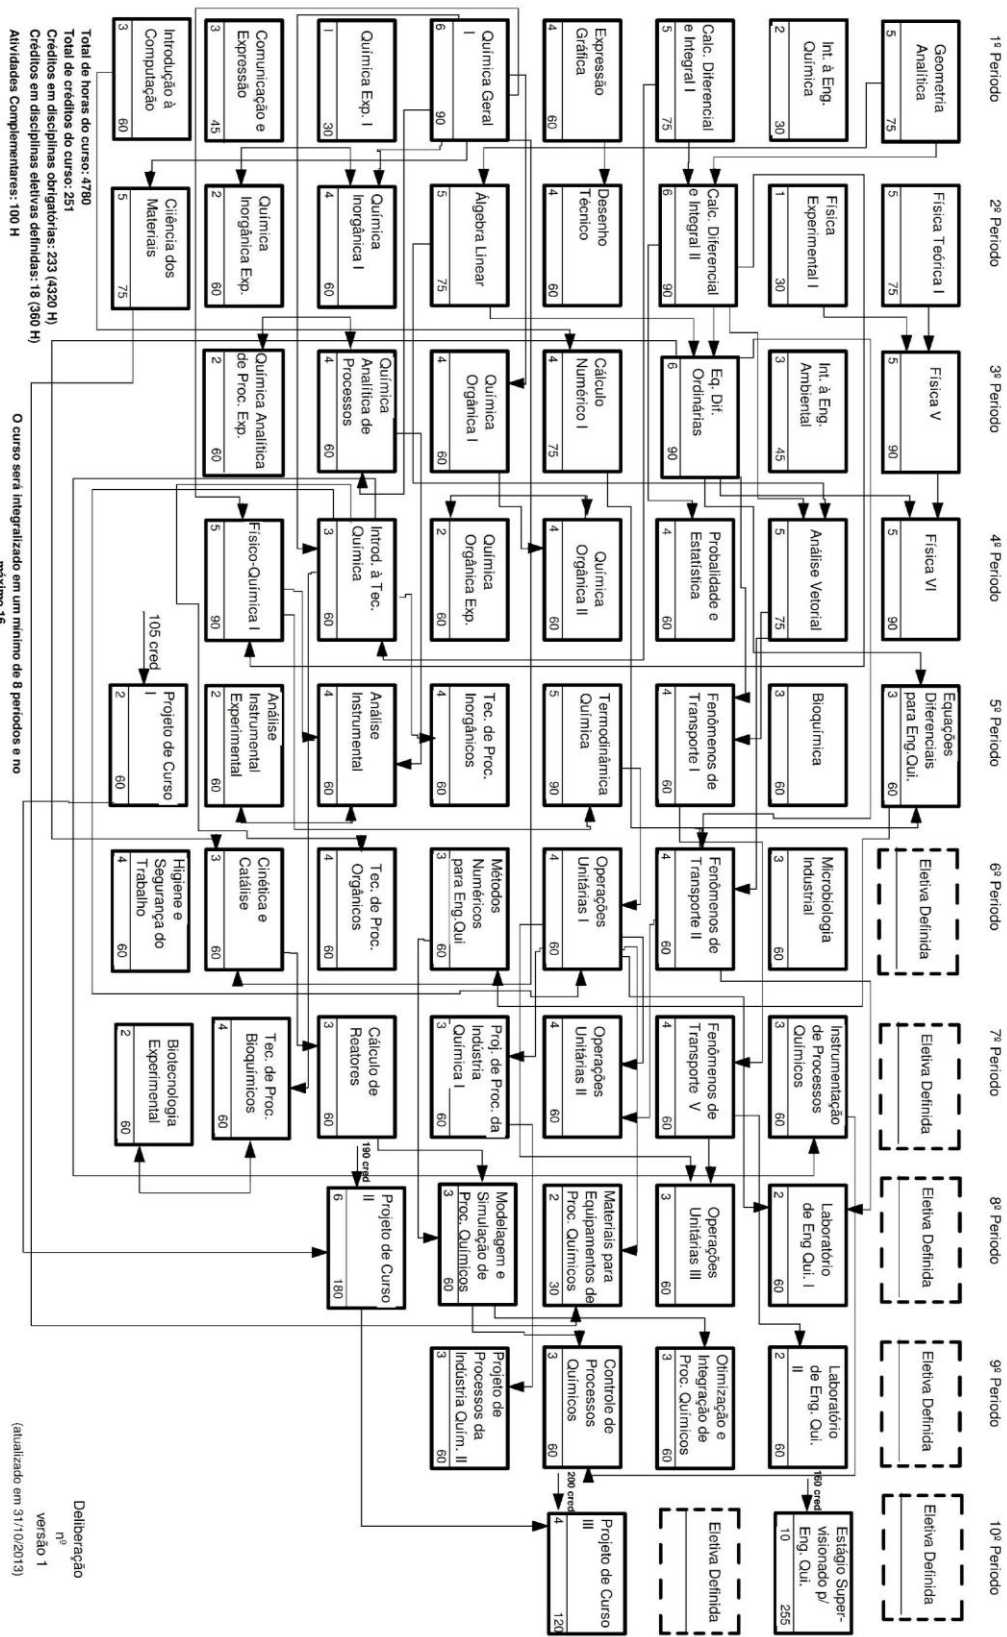 1º Periodo
Geometria
Analítica
5
75
Int. à Eng.
Química
2
30
Calc. Diferencial
e Integral I
5
75
Expressão
Gráfica
4
60
Química Geral
I
6
90
Química Exp. I
1
30
Comunicação e
Expressão
3
45
Introdução à
Computação
3
60
2º Periodo
Física Teórica I
5
75
Física
Experimental I
1
30
Calc. Diferencial
e Integral II
6
90
Desenho
Técnico
4
60
Álgebra Linear
5
75
Química
Inorgânica I
4
60
Química
Inorgânica Exp.
2
60
Ciiência dos
Materiais
5
75
3º Periodo
Física V
5
90
Int. à Eng.
Ambiental
3
45
Eq. Dif.
Ordinárias
6
90
Cálculo
Numérico I
4
75
Química
Orgânica I
4
60
Química
Analítica de
Processos
4
60
Química Analítica
de Proc. Exp.
2
60
4º Periodo
Física VI
5
90
Análise Vetorial
5
75
Probalidade e
Estatística
4
60
Química
Orgânica II
4
60
Química
Orgânica Exp.
2
60
Introd. à Tec.
Química
3
60
Físico-Química I
5
90
105 cred
5º Periodo
Equações
Diferenciais
para Eng.Qui.
3
60
Bioquímica
3
60
Fenômenos de
Transporte I
4
60
Termodinâmica
Química
5
90
Tec. de Proc.
Inorgânicos
4
60
Análise
Instrumental
4
60
Análise
Instrumental
Experimental
2
60
Projeto de Curso
I
2
60
6º Periodo
Eletiva Definida
Microbiologia
Industrial
3
60
Fenômenos de
Transporte II
4
60
Operações
Unitárias I
4
60
Métodos
Numéricos
para Eng.Qui
3
60
Tec. de Proc.
Orgânicos
4
60
Cinética e
Catálise
3
60
Higiene e
Segurança do
Trabalho
4
60
7º Periodo
Eletiva Definida
Instrumentação
de Processos
Químicos
3
60
Fenômenos de
Transporte V
4
60
Operações
Unitárias II
4
60
Proj. de Proc. da
Indústria
Química I
3
60
Cálculo de
Reatores
3
60
Tec. de Proc.
Bioquímicos
4
60
Biotecnologia
Experimental
2
60
190 cred
8º Periodo
Eletiva Definida
Laboratório
de Eng Qui. I
2
60
Operações
Unitárias III
3
60
Materiais para
Equipamentos de
Proc. Químicos
2
30
Modelagem e
Simulação de
Proc. Químicos
3
60
Projeto de Curso
II
6
180
9º Periodo
Eletiva Definida
Laboratório
de Eng. Qui.
II
2
60
Otimização e
Integração de
Proc. Químicos
3
60
Controle de
Processos
Químicos
3
60
Projeto de
Processos da
Indústria Quim. II
3
60
160 cred
200 cred
10º Periodo
Eletiva Definida
Estágio Super-
visionado p/
Eng. Qui.
10
255
Eletiva Definida
Projeto de Curso
III
4
120
Total de horas do curso: 4780
Total de créditos do curso: 251
Créditos em disciplinas obrigatórias: 233 (4320 H)
Créditos em disciplinas eletivas definidas: 18 (360 H)
Atividades Complementares: 100 H
O curso será integralizado em um mínimo de 8 períodos e no
máximo 16
Deliberação
nº
versão 1
(atualizado em 31/10/2013)